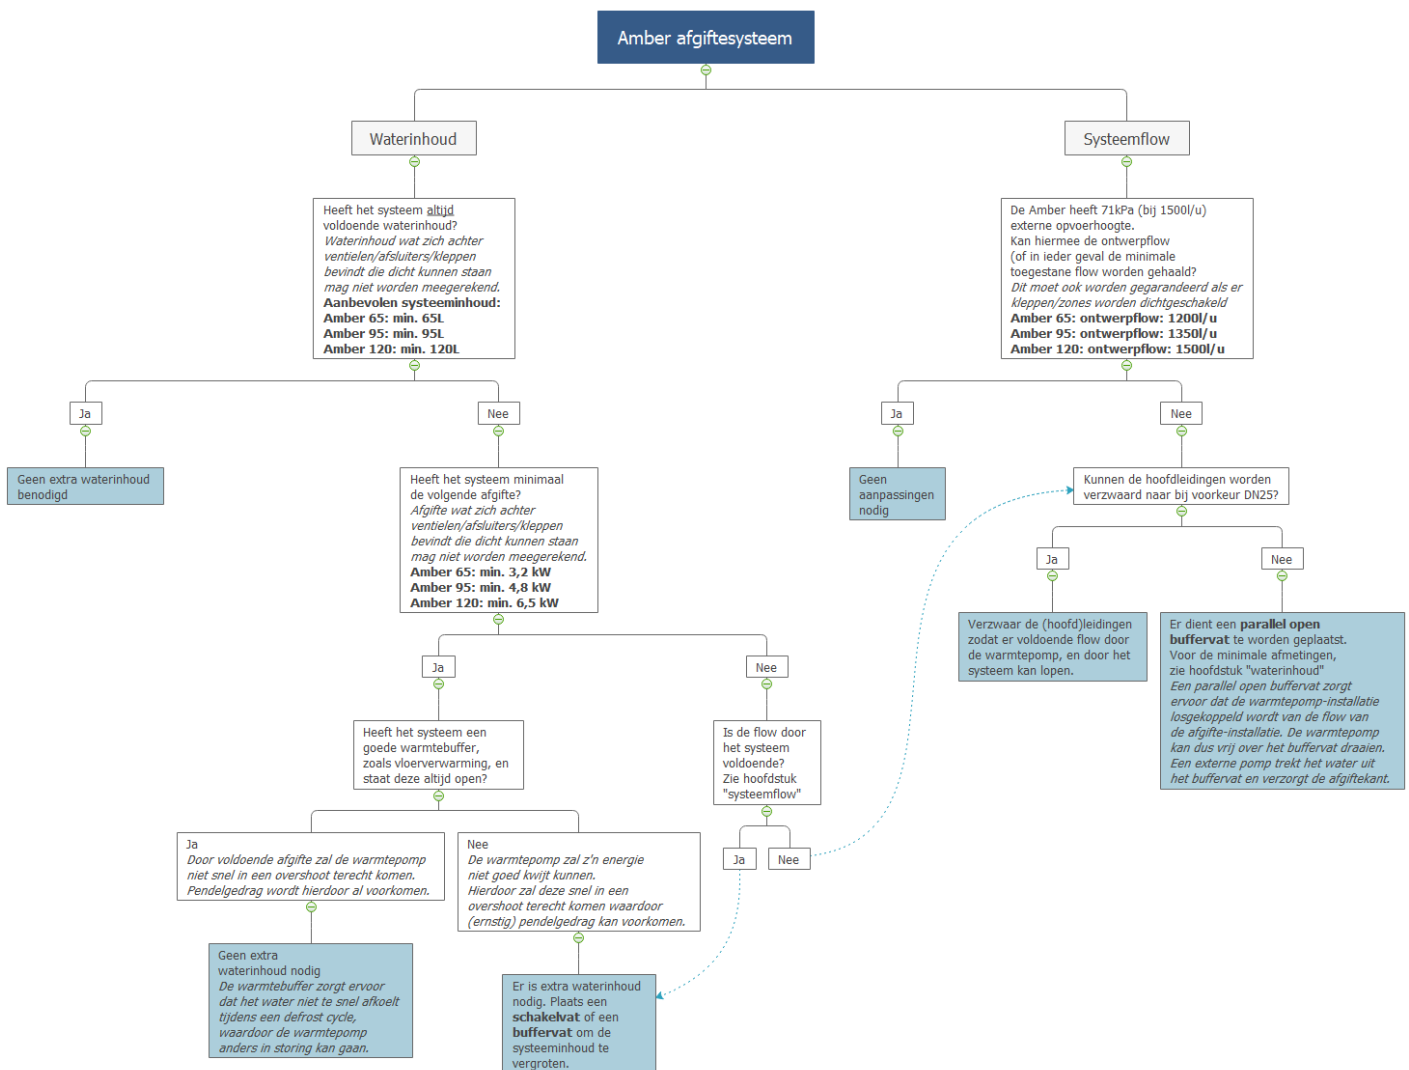 Amber afgiftesysteem
Waterinhoud
Systeemflow
Heeft het systeem altijd
voldoende waterinhoud?
Waterinhoud wat zich achter
ventielen/afsluiters/kleppen
bevindt die dicht kunnen staan
mag niet worden meegerekend.
Aanbevolen systeeminhoud:
Amber 65: min. 65L
Amber 95: min. 95L
Amber 120: min. 120L
De Amber heeft 71kPa (bij 1500l/u)
externe opvoerhoogte.
Kan hiermee de ontwerpflow
(of in ieder geval de minimale
toegestane flow worden gehaald?
Dit moet ook worden gegarandeerd als er
kleppen/zones worden dichtgeschakeld
Amber 65: ontwerpflow: 1200l/u
Amber 95: ontwerpflow: 1350l/u
Amber 120: ontwerpflow: 1500l/u
Ja
Nee
Ja
Nee
Geen extra waterinhoud
benodigd
Heeft het systeem minimaal
de volgende afgifte?
Afgifte wat zich achter
ventielen/afsluiters/kleppen
bevindt die dicht kunnen staan
mag niet worden meegerekend.
Amber 65: min. 3,2 kW
Amber 95: min. 4,8 kW
Amber 120: min. 6,5 kW
Geen
aanpassingen
nodig
Kunnen de hoofdleidingen worden
verzwaard naar bij voorkeur DN25?
Ja
Nee
Verzwaar de (hoofd)leidingen
zodat er voldoende flow door
de warmtepomp, en door het
systeem kan lopen.
Er dient een parallel open
buffervat te worden geplaatst.
Voor de minimale afmetingen,
zie hoofdstuk "waterinhoud"
Een parallel open buffervat zorgt
ervoor dat de warmtepomp-installatie
losgekoppeld wordt van de flow van
de afgifte-installatie. De warmtepomp
kan dus vrij over het buffervat draaien.
Een externe pomp trekt het water uit
het buffervat en verzorgt de afgiftekant.
Ja
Nee
Heeft het systeem een
goede warmtebuffer,
zoals vloerverwarming, en
staat deze altijd open?
Is de flow door
het systeem
voldoende?
Zie hoofdstuk
"systeemflow"
Ja
Door voldoende afgifte zal de warmtepomp
niet snel in een overshoot terecht komen.
Pendelgedrag wordt hierdoor al voorkomen.
Nee
De warmtepomp zal z'n energie
niet goed kwijt kunnen.
Hierdoor zal deze snel in een
overshoot terecht komen waardoor
(ernstig) pendelgedrag kan voorkomen.
Ja
Nee
Geen extra
waterinhoud nodig
De warmtebuffer zorgt ervoor
dat het water niet te snel afkoelt
tijdens een defrost cycle,
waardoor de warmtepomp
anders in storing kan gaan.
Er is extra waterinhoud
nodig. Plaats een
schakelvat of een
buffervat om de
systeeminhoud te
vergroten.